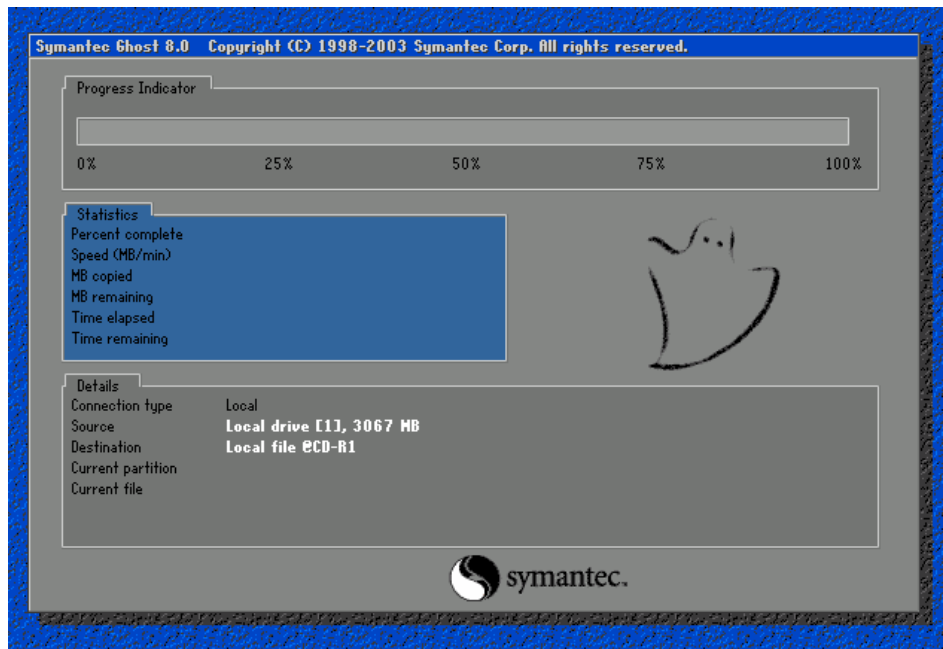 Symantec Ghost 8.0 Copyright (C) 1998-2003 Symantec Corp. All rights reserved.
Progress Indicator
0% 25% 50% 75% 100%
Statistics
Percent complete
Speed (MB/min)
MB copied
MB remaining
Time elapsed
Time remaining
Details
Connection type Local
Source Local drive [1], 3067 MB
Destination Local file @CD-R1
Current partition
Current file
symantec.